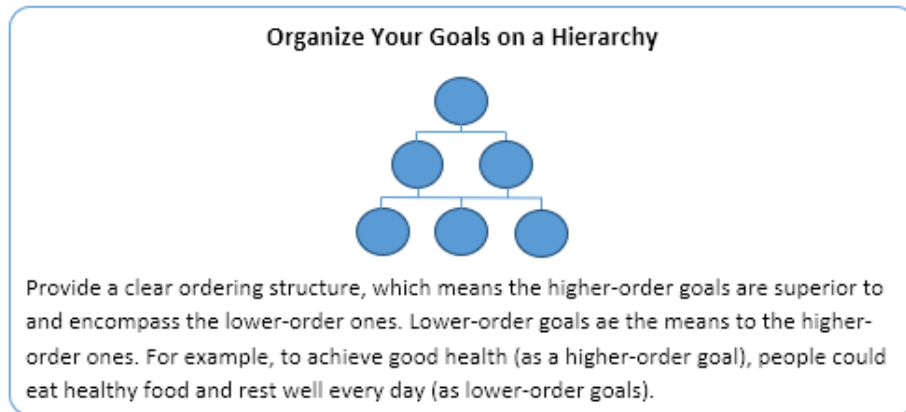 Organize Your Goals on a Hierarchy
Provide a clear ordering structure, which means the higher-order goals are superior to
and encompass the lower-order ones. Lower-order goals ae the means to the higher-
order ones. For example, to achieve good health (as a higher-order goal), people could
eat healthy food and rest well every day (as lower-order goals).